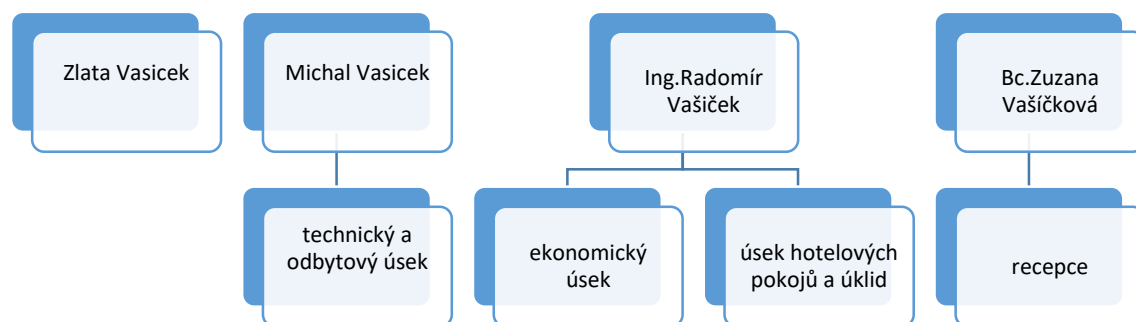 Zlata Vasicek
Michal Vasicek
Ing.Radomír
Vašiček
Bc.Zuzana
Vašíčková
technický a
odbytový úsek
ekonomický
úsek
úsek hotelových
pokojů a úklid
recepce